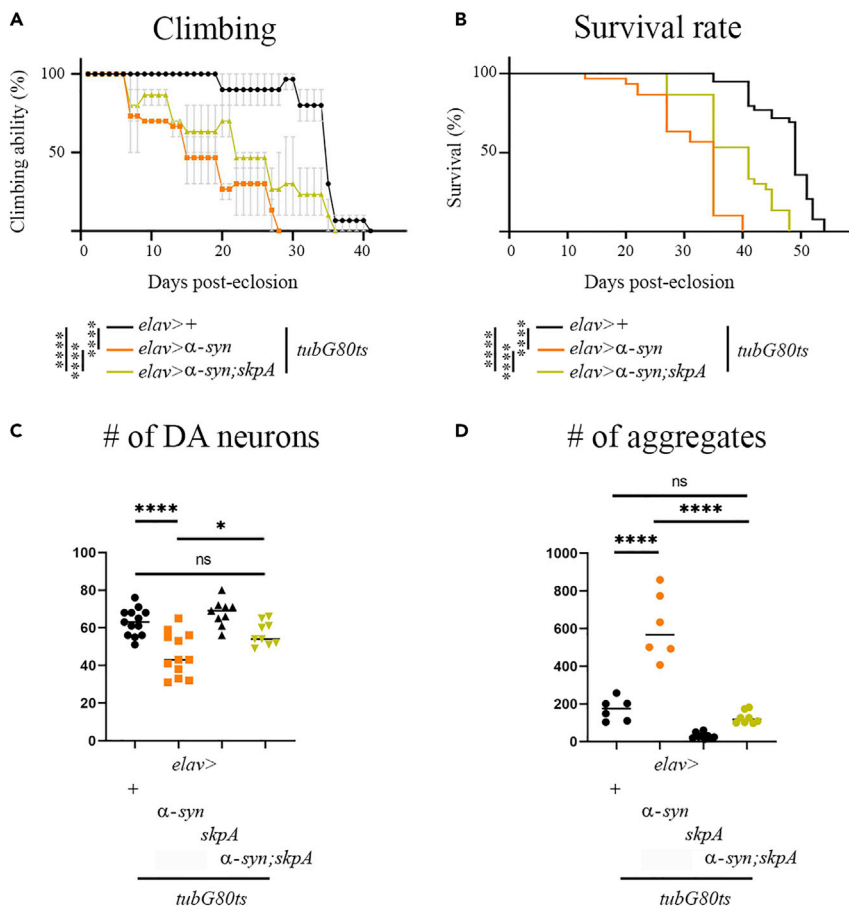 A
Climbing
Climbing ability (%)
100
50
0
10
20
30
40
Days post-eclosion
****
****
****
elav>+
elav>α-syn
elav>α-syn;skpA
tubG80ts
B
Survival rate
Survival (%)
100
50
0
10
20
30
40
50
Days post-eclosion
****
****
****
elav>+
elav>α-syn
elav>α-syn;skpA
tubG80ts
C
# of DA neurons
****
*
ns
100
80
60
40
20
0
elav>
+
α-syn
skpA
α-syn;skpA
tubG80ts
D
# of aggregates
ns
****
****
1000
800
600
400
200
0
elav>
+
α-syn
skpA
α-syn;skpA
tubG80ts